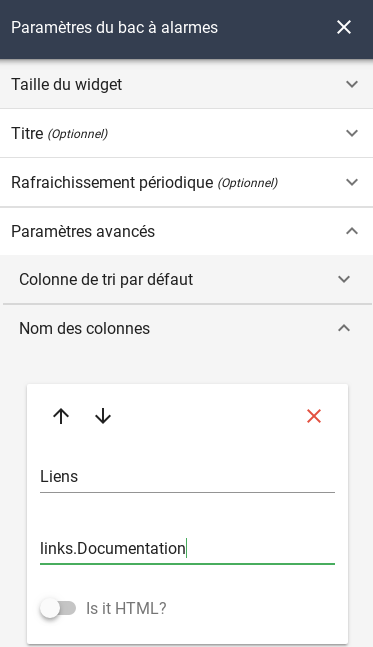 Paramètres du bac à alarmes
Taille du widget
Titre (Optionnel)
Rafraichissement périodique (Optionnel)
Paramètres avancés
Colonne de tri par défaut
Nom des colonnes
Liens
links.Documentation
Is it HTML?